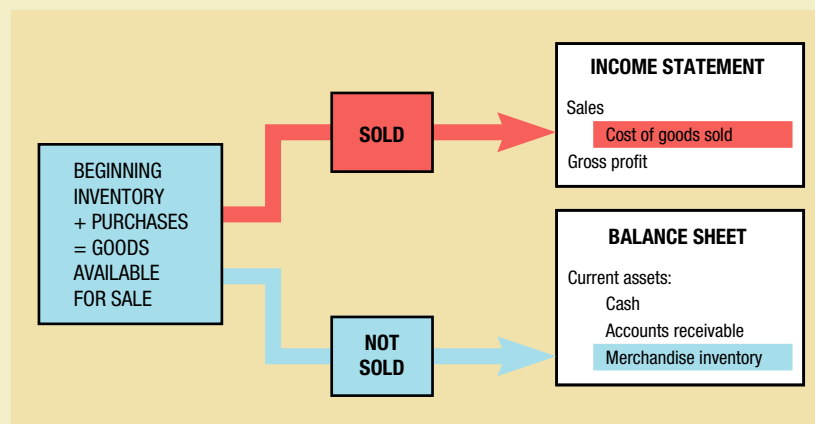 BEGINNING
INVENTORY
+ PURCHASES
= GOODS
AVAILABLE
FOR SALE
SOLD
NOT
SOLD
INCOME STATEMENT
Sales
Cost of goods sold
Gross profit
BALANCE SHEET
Current assets:
Cash
Accounts receivable
Merchandise inventory